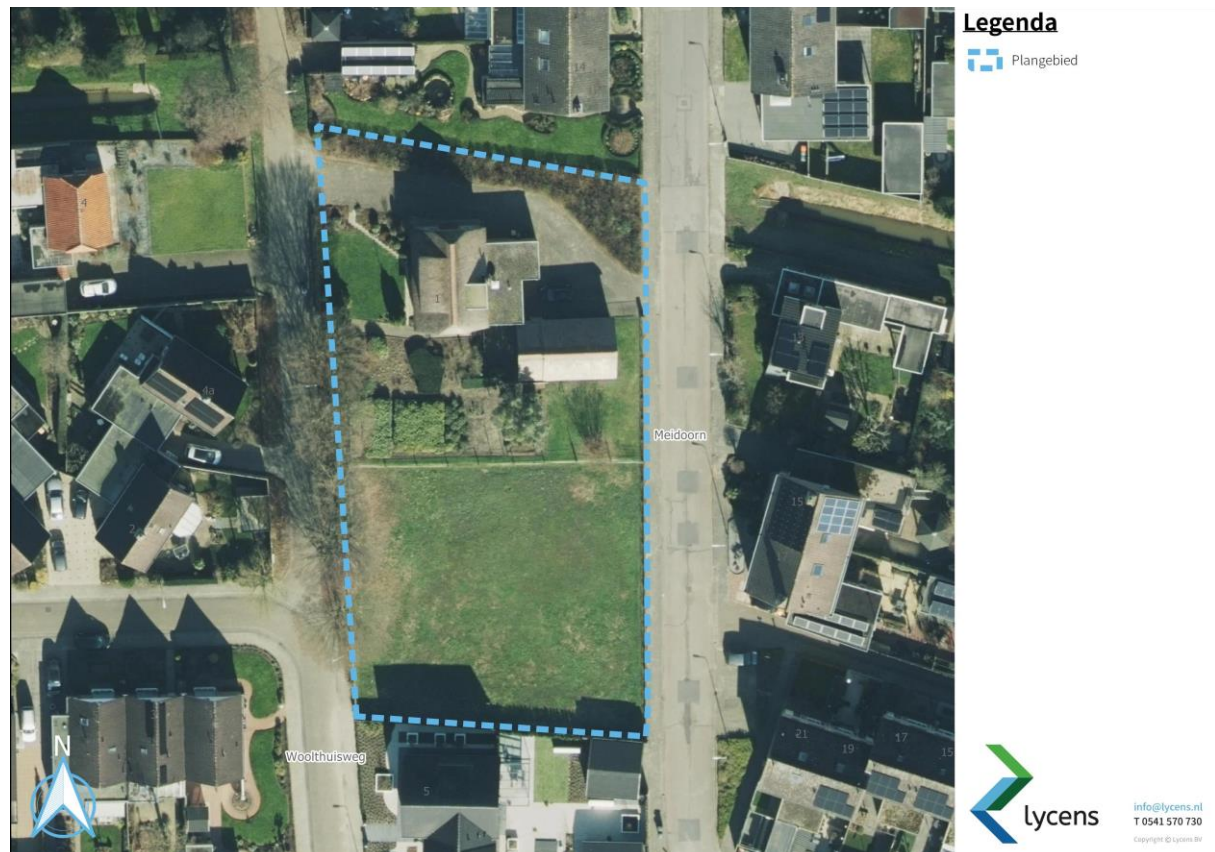 Legenda
Plangebied
14
4
1
4a
Meidoorn
15
2
Woolthuisweg
21
19
17
15
5
N
lycens
info@lycens.nl
T 0541 570 730
Copyright © Lycens BV